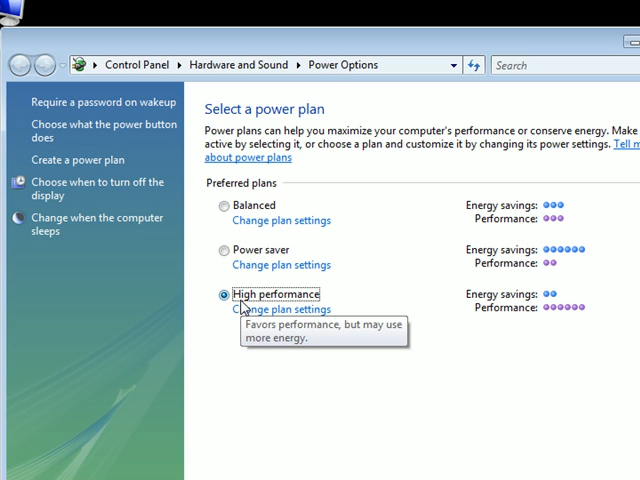 Control Panel Hardware and Sound Power Options Search
Require a password on wakeup
Choose what the power button
does
Create a power plan
Choose when to turn off the
display
Change when the computer
sleeps
Select a power plan
Power plans can help you maximize your computer's performance or conserve energy. Make
active by selecting it, or choose a plan and customize it by changing its power settings. Tell
about power plans
Preferred plans
Balanced Energy savings:
Change plan settings Performance:
Power saver Energy savings:
Change plan settings Performance:
High performance Energy savings:
Change plan settings Performance:
Favors performance, but may use
more energy.